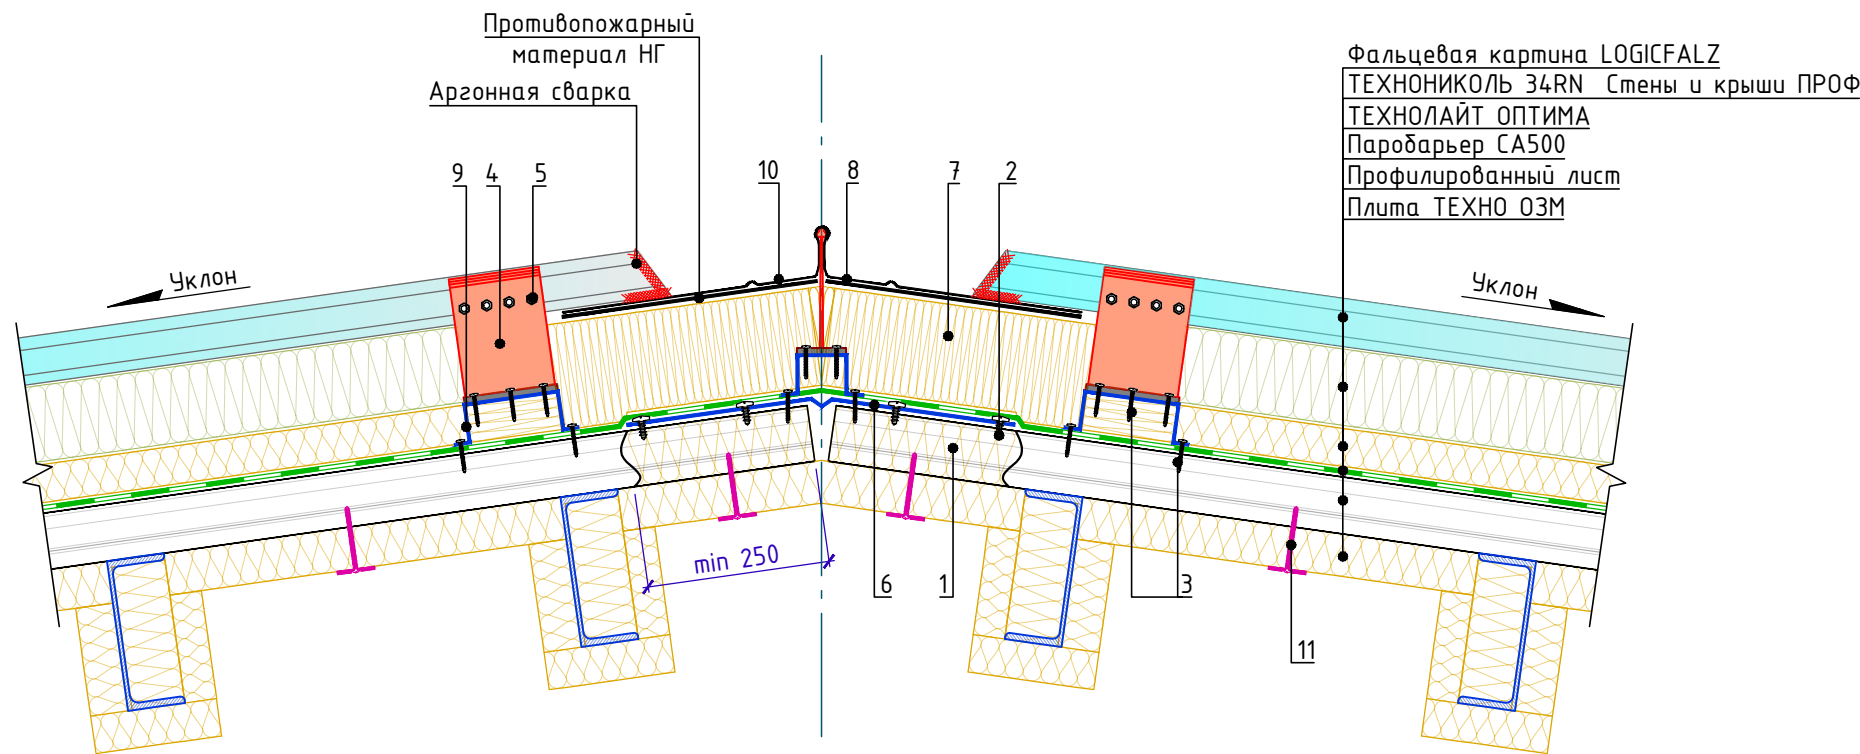 Противопожарный
материал НГ
Аргонная сварка
Фальцевая картина LOGICFALZ
ТЕХНОНИКОЛЬ 34RN Стены и крыши ПРОФ
ТЕХНОЛАЙТ ОПТИМА
Паробарьер СА500
Профилированный лист
Плита ТЕХНО ОЗМ
9 4 5 10 8 7 2
Уклон
Уклон
min 250
6 1 3
11